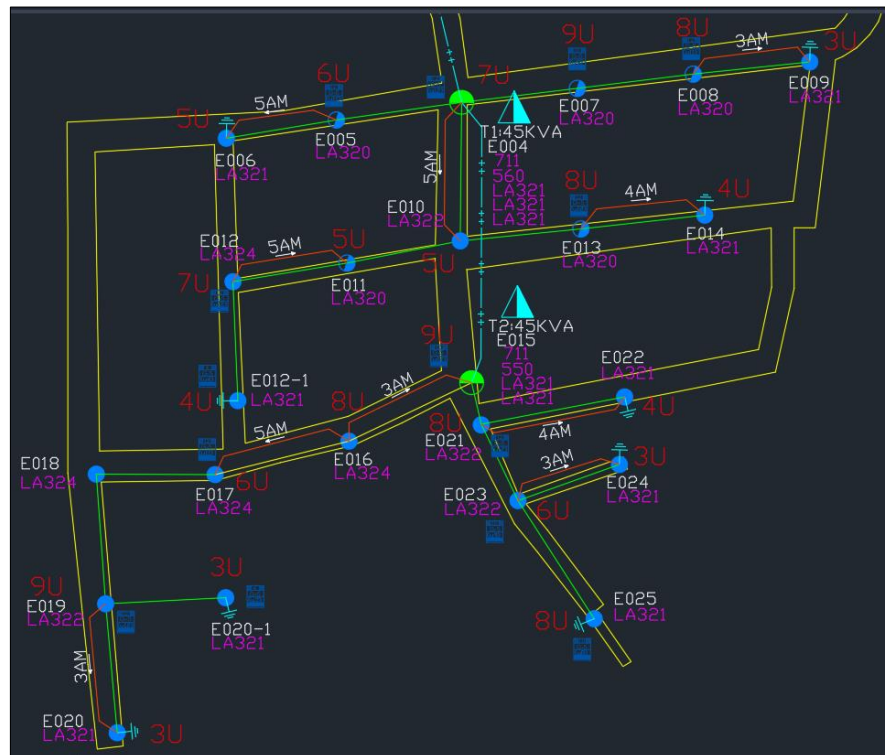 9U
8U
3AM
3U
7U
6U
5AM
5U
E009
LA321
E008
LA320
E007
LA320
T1:45KVA
E004
711
560
LA321
LA321
LA321
E005
LA320
E006
LA321
5AM
8U
4AM
4U
E010
LA322
E014
LA321
E013
LA320
5U
E012
LA324
5AM
5U
7U
E011
LA320
T2:45KVA
E015
711
550
LA321
LA321
9U
E022
LA321
3AM
E012-1
LA321
4U
8U
4U
5AM
8U
E021
LA322
4AM
E016
LA324
3AM
3U
E018
LA324
E017
LA324
6U
E023
LA322
6U
E024
LA321
3U
9U
E019
LA322
E020-1
LA321
E025
LA321
8U
3AM
E020
LA321
3U